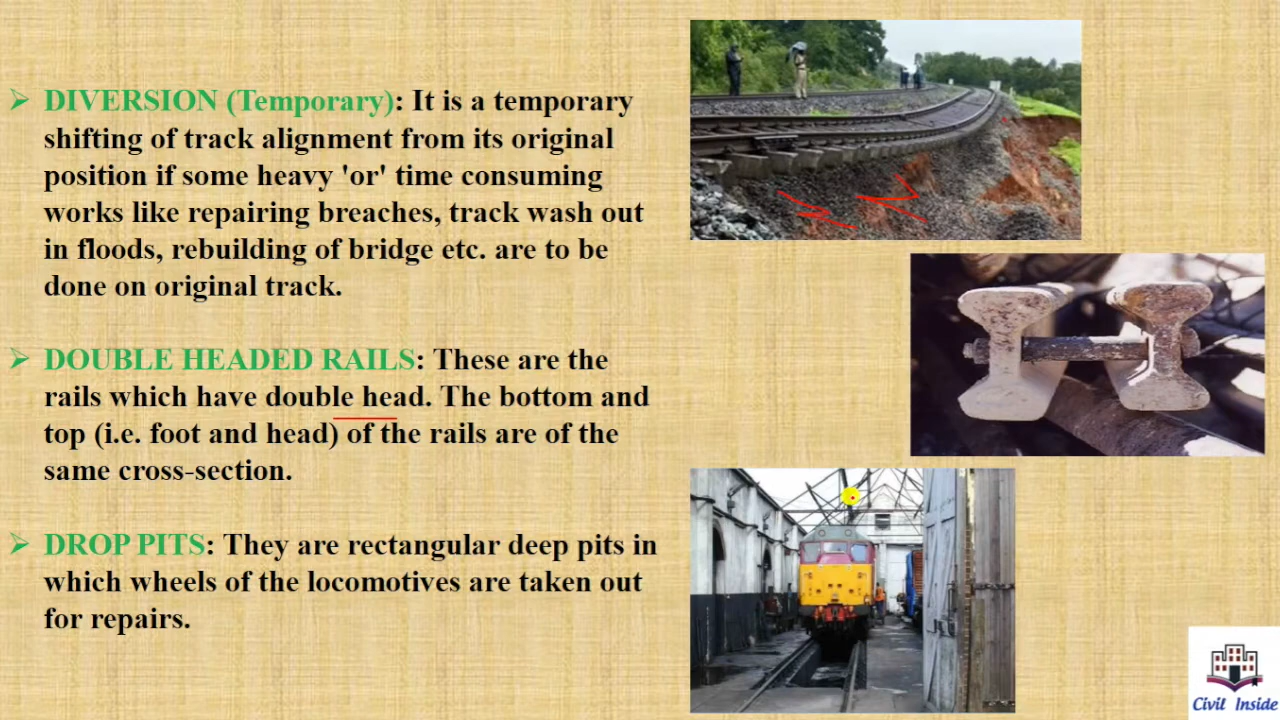 ➢ DIVERSION (Temporary): It is a temporary
shifting of track alignment from its original
position if some heavy 'or' time consuming
works like repairing breaches, track wash out
in floods, rebuilding of bridge etc. are to be
done on original track.
➢ DOUBLE HEADED RAILS: These are the
rails which have double head. The bottom and
top (i.e. foot and head) of the rails are of the
same cross-section.
➢ DROP PITS: They are rectangular deep pits in
which wheels of the locomotives are taken out
for repairs.
Civil Inside